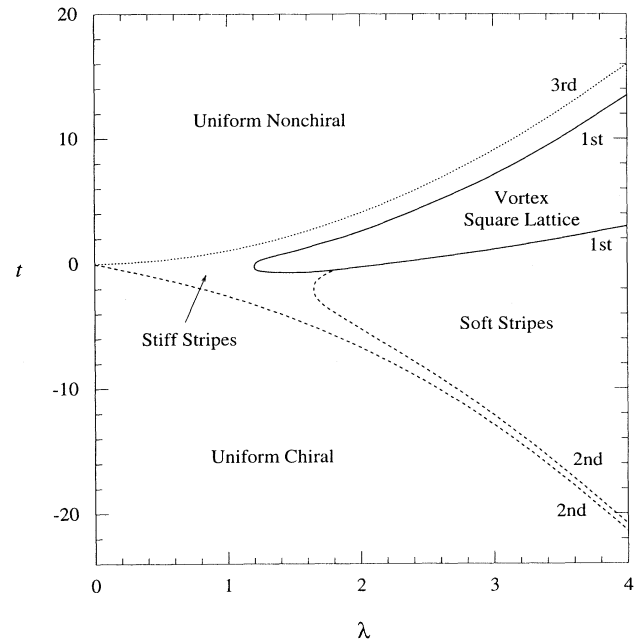 20
3rd
Uniform Nonchiral
10
1st
Vortex
Square Lattice
t
0
1st
Stiff Stripes
Soft Stripes
-10
Uniform Chiral
2nd
2nd
-20
0
1
2
3
4
λ